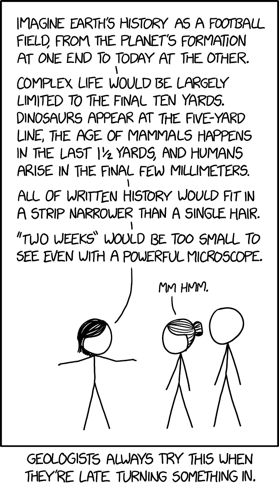 IMAGINE EARTH'S HISTORY AS A FOOTBALL
FIELD, FROM THE PLANET'S FORMATION
AT ONE END TO TODAY AT THE OTHER.
COMPLEX LIFE WOULD BE LARGELY
LIMITED TO THE FINAL TEN YARDS.
DINOSAURS APPEAR AT THE FIVE-YARD
LINE, THE AGE OF MAMMALS HAPPENS
IN THE LAST 1½ YARDS, AND HUMANS
ARISE IN THE FINAL FEW MILLIMETERS.
ALL OF WRITTEN HISTORY WOULD FIT IN
A STRIP NARROWER THAN A SINGLE HAIR.
"TWO WEEKS" WOULD BE TOO SMALL TO
SEE EVEN WITH A POWERFUL MICROSCOPE.
MM HMM.
GEOLOGISTS ALWAYS TRY THIS WHEN
THEY'RE LATE TURNING SOMETHING IN.